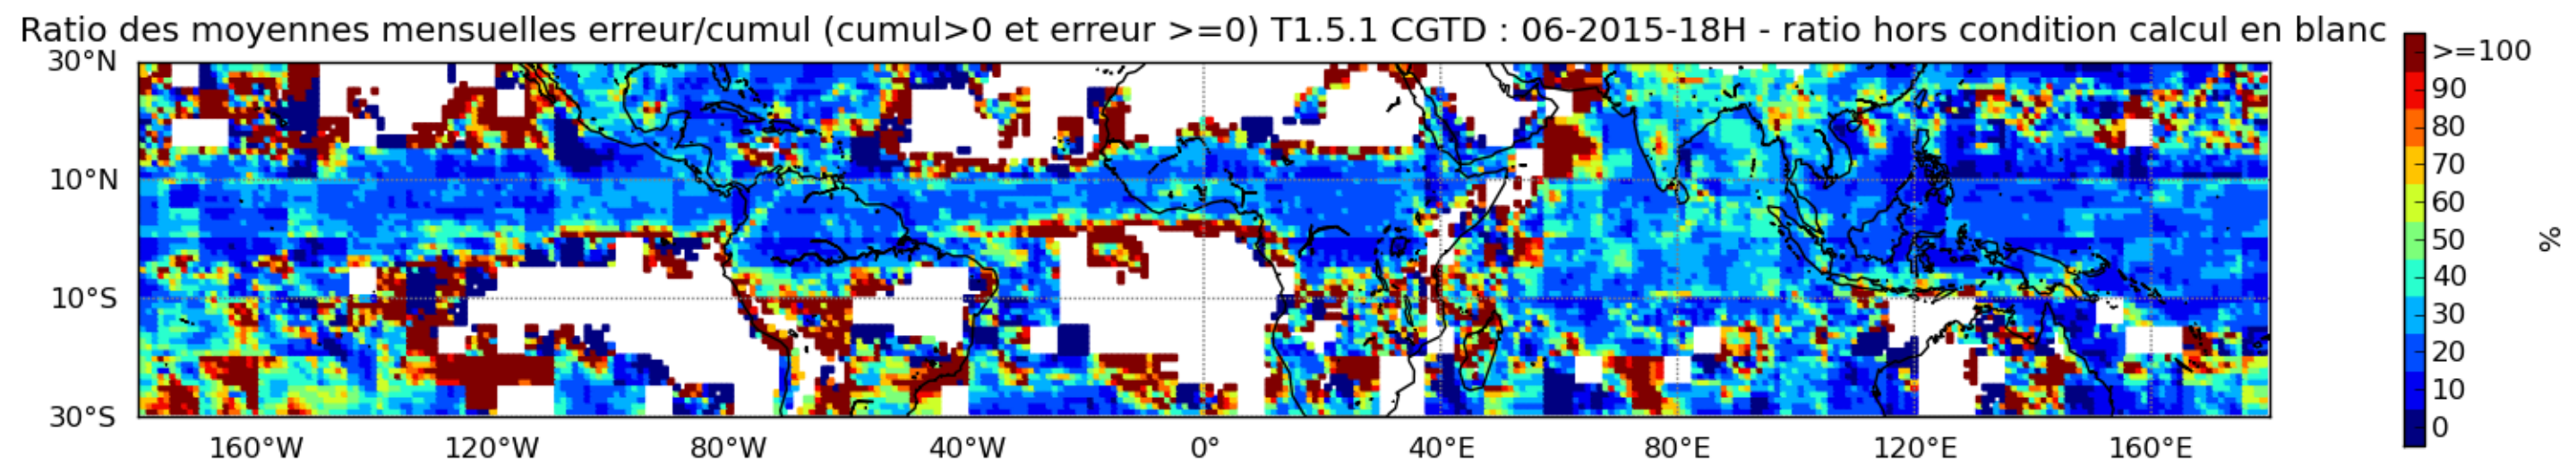 Ratio des moyennes mensuelles erreur/cumul (cumul>0 et erreur >=0) T1.5.1 CGTD : 06-2015-18H - ratio hors condition calcul en blanc
30°N
10°N
10°S
30°S
160°W 120°W 80°W 40°W 0° 40°E 80°E 120°E 160°E
>=100
90
80
70
60
50
40
30
20
10
0
%